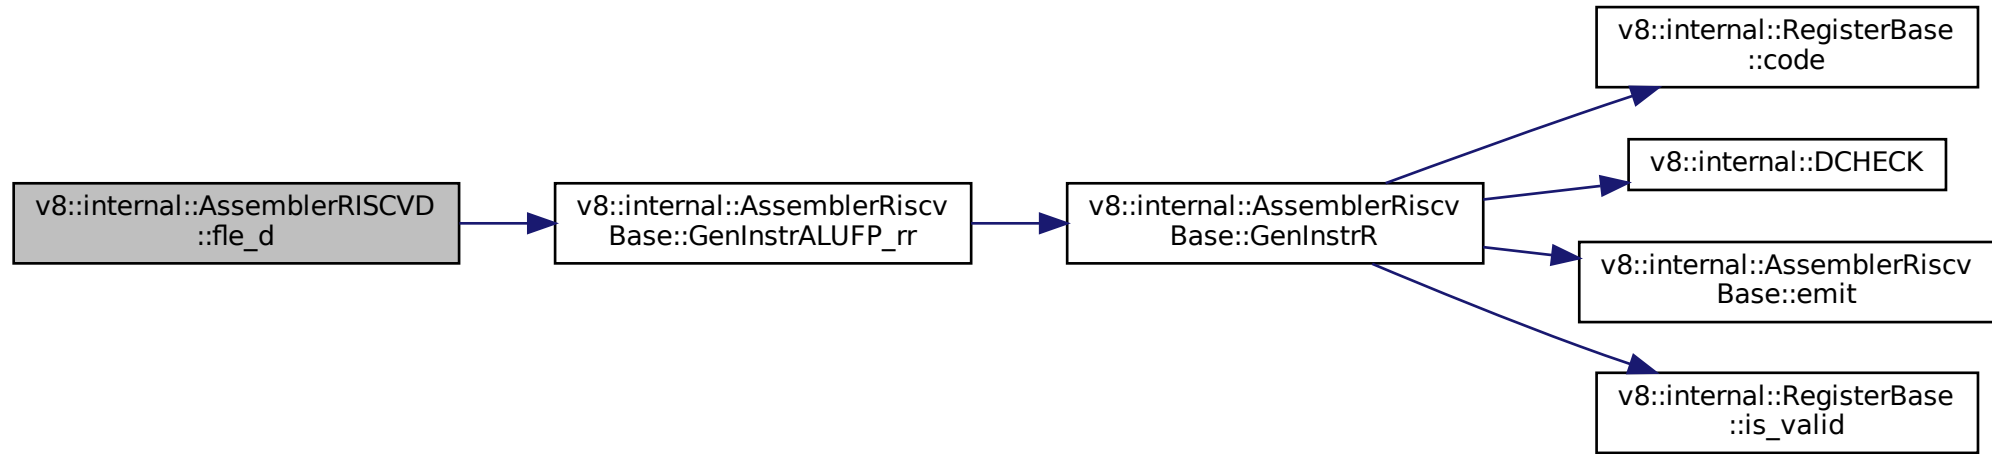 v8::internal::AssemblerRISCVD
::fle_d
v8::internal::AssemblerRiscv
Base::GenInstrALUFP_rr
v8::internal::AssemblerRiscv
Base::GenInstrR
v8::internal::RegisterBase
::code
v8::internal::DCHECK
v8::internal::AssemblerRiscv
Base::emit
v8::internal::RegisterBase
::is_valid